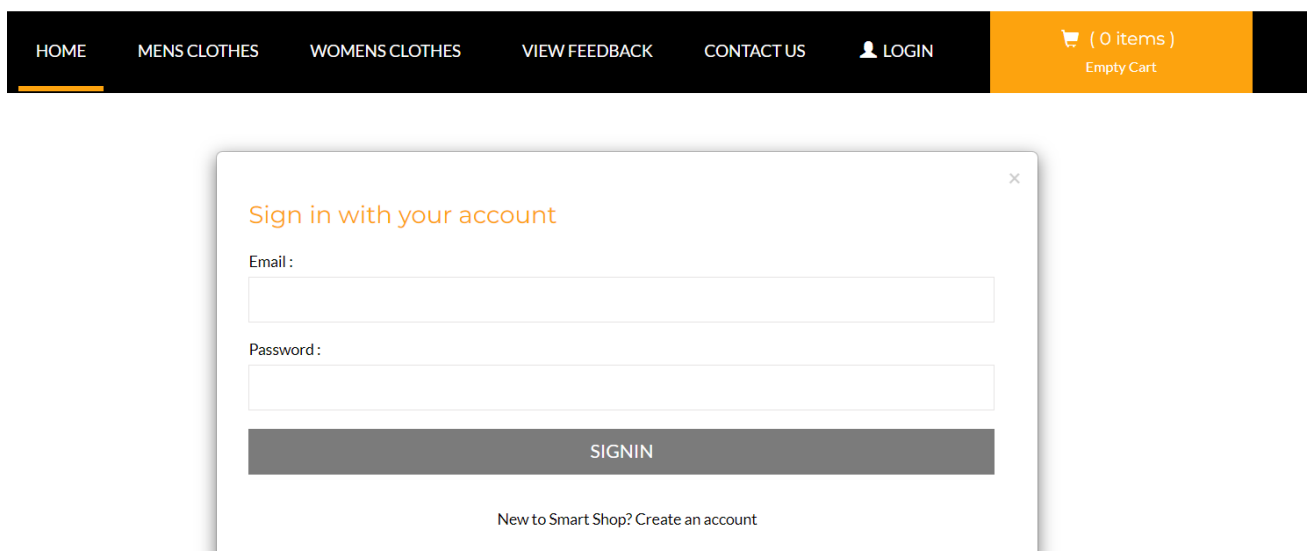 HOME MENS CLOTHES WOMENS CLOTHES VIEW FEEDBACK CONTACT US LOGIN ( 0 items )
Empty Cart
×
Sign in with your account
Email :
Password :
SIGNIN
New to Smart Shop? Create an account